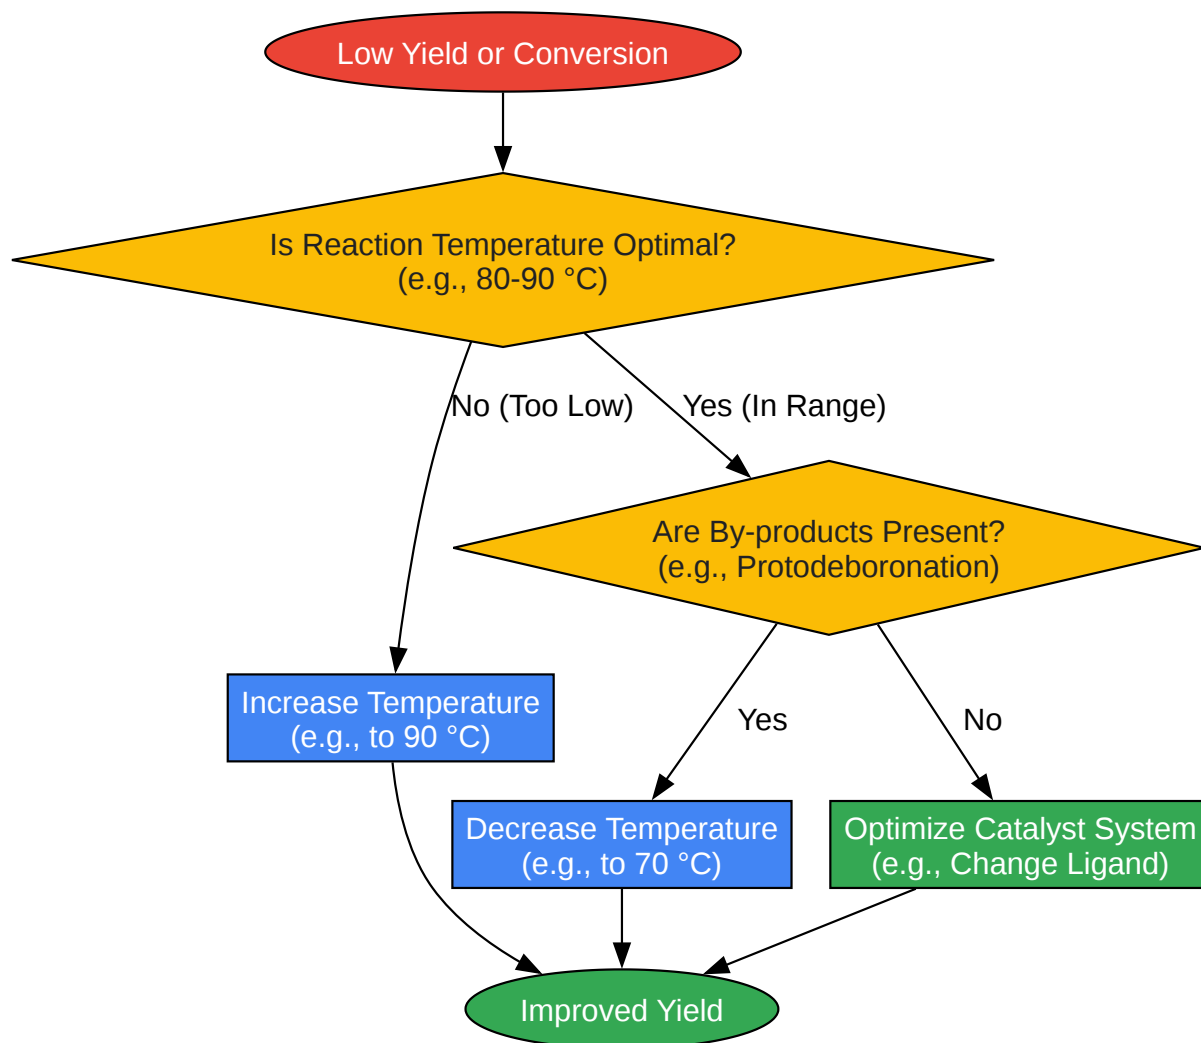 Low Yield or Conversion
Is Reaction Temperature Optimal?
(e.g., 80-90 °C)
No (Too Low)
Yes (In Range)
Are By-products Present?
(e.g., Protodeboronation)
Increase Temperature
(e.g., to 90 °C)
Yes
No
Decrease Temperature
(e.g., to 70 °C)
Optimize Catalyst System
(e.g., Change Ligand)
Improved Yield